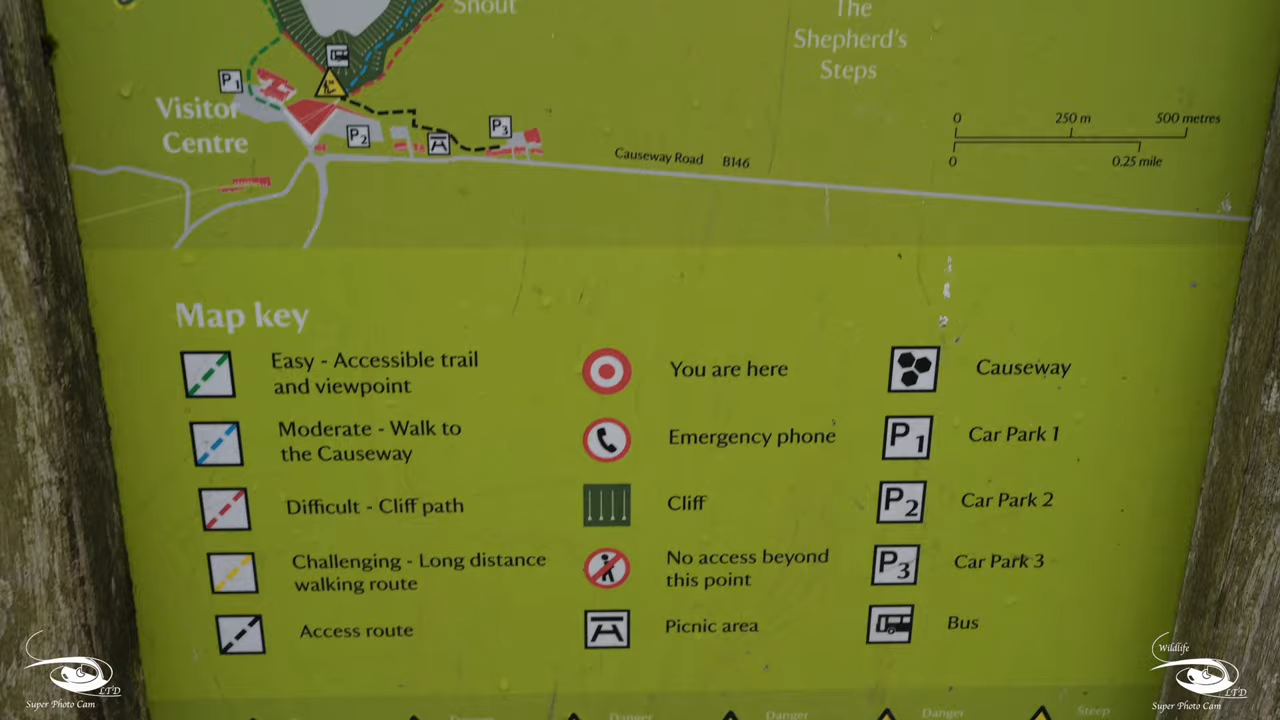 Snout
The
Shepherd's
Steps
P1
Visitor
Centre
P2
P3
0 250 m 500 metres
0 0.25 mile
Causeway Road B146
Map key
Easy - Accessible trail
and viewpoint
Moderate - Walk to
the Causeway
Difficult - Cliff path
Challenging - Long distance
walking route
Access route
You are here
Emergency phone
Cliff
No access beyond
this point
Picnic area
Causeway
P1 Car Park 1
P2 Car Park 2
P3 Car Park 3
Bus
Danger
Danger
Danger
Steep
LTD
Super Photo Cam
Wildlife
LTD
Super Photo Cam